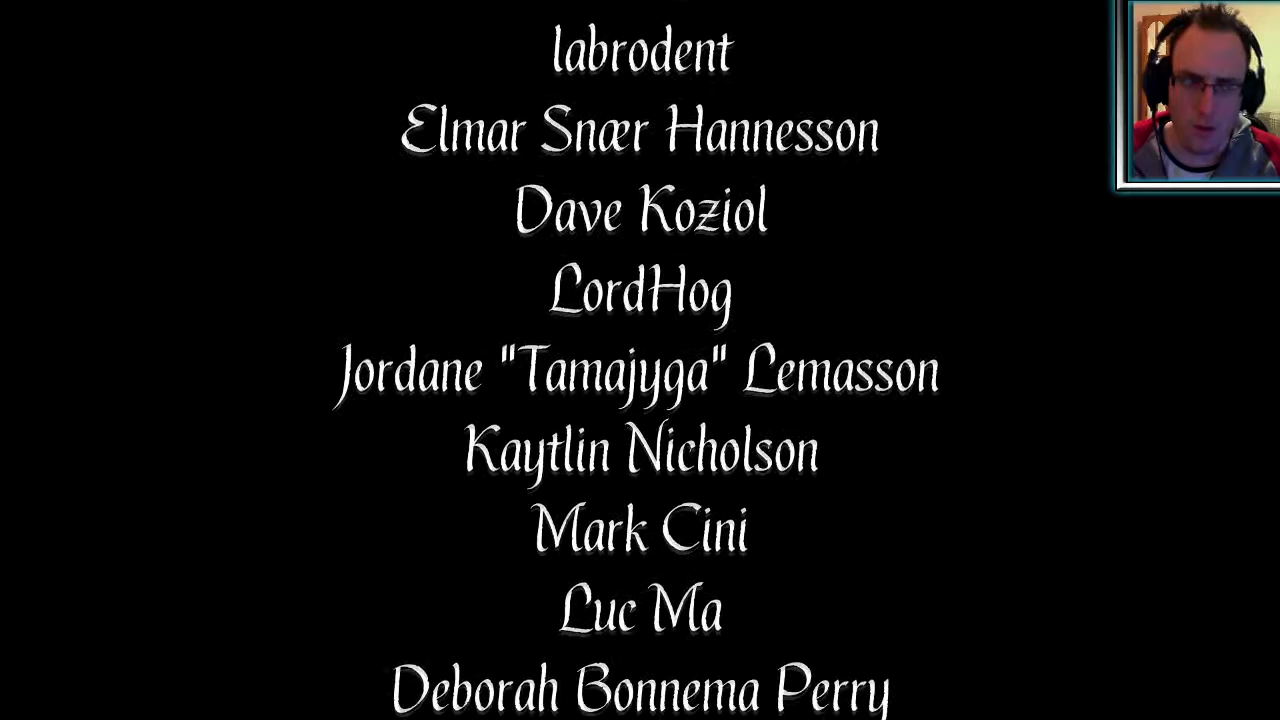 labrodent
Elmar Snær Hannesson
Dave Koziol
LordHog
Jordane "Tamajyga" Lemasson
Kaytlin Nicholson
Mark Cini
Luc Ma
Deborah Bonnema Perry